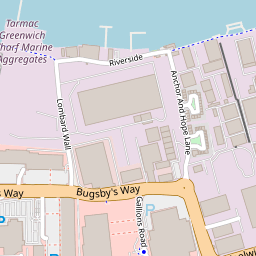 Tarmac
Greenwich
Wharf Marine
Aggregates
Riverside
Lombard Wall
Anchor And Hope Lane
s Way
Bugsby's Way
Gallions Road
P
P